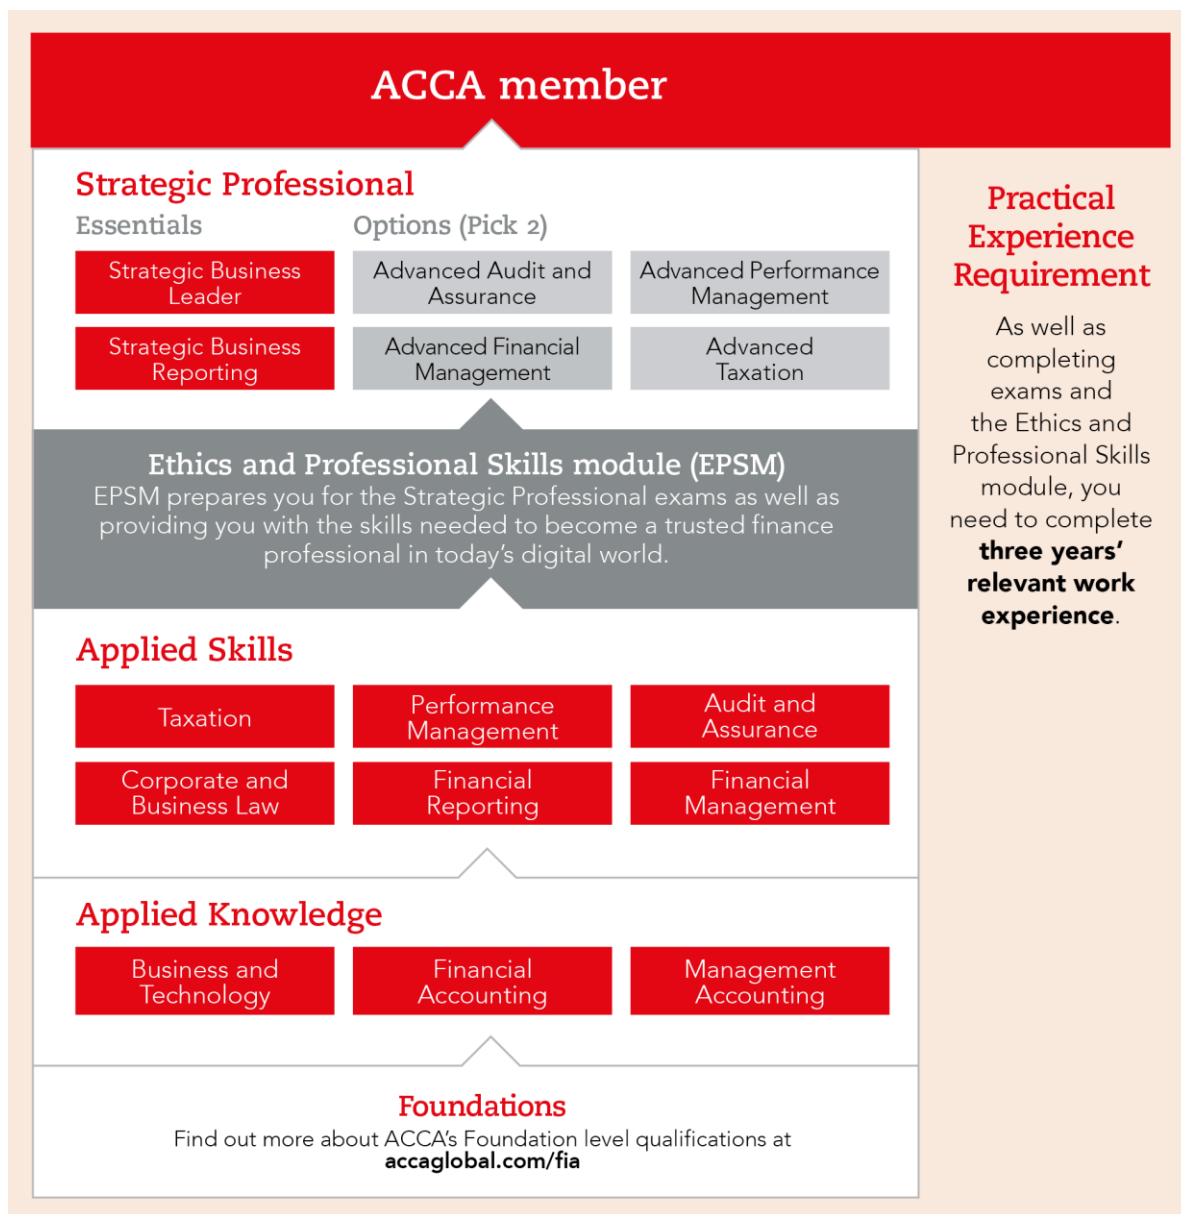 ACCA member
Strategic Professional
Essentials
Options (Pick 2)
Strategic Business
Leader
Advanced Audit and
Assurance
Advanced Performance
Management
Strategic Business
Reporting
Advanced Financial
Management
Advanced
Taxation
Ethics and Professional Skills module (EPSM)
EPSM prepares you for the Strategic Professional exams as well as
providing you with the skills needed to become a trusted finance
professional in today's digital world.
Applied Skills
Taxation
Performance
Management
Audit and
Assurance
Corporate and
Business Law
Financial
Reporting
Financial
Management
Applied Knowledge
Business and
Technology
Financial
Accounting
Management
Accounting
Foundations
Find out more about ACCA's Foundation level qualifications at
accaglobal.com/fia
Practical
Experience
Requirement
As well as
completing
exams and
the Ethics and
Professional Skills
module, you
need to complete
three years'
relevant work
experience.